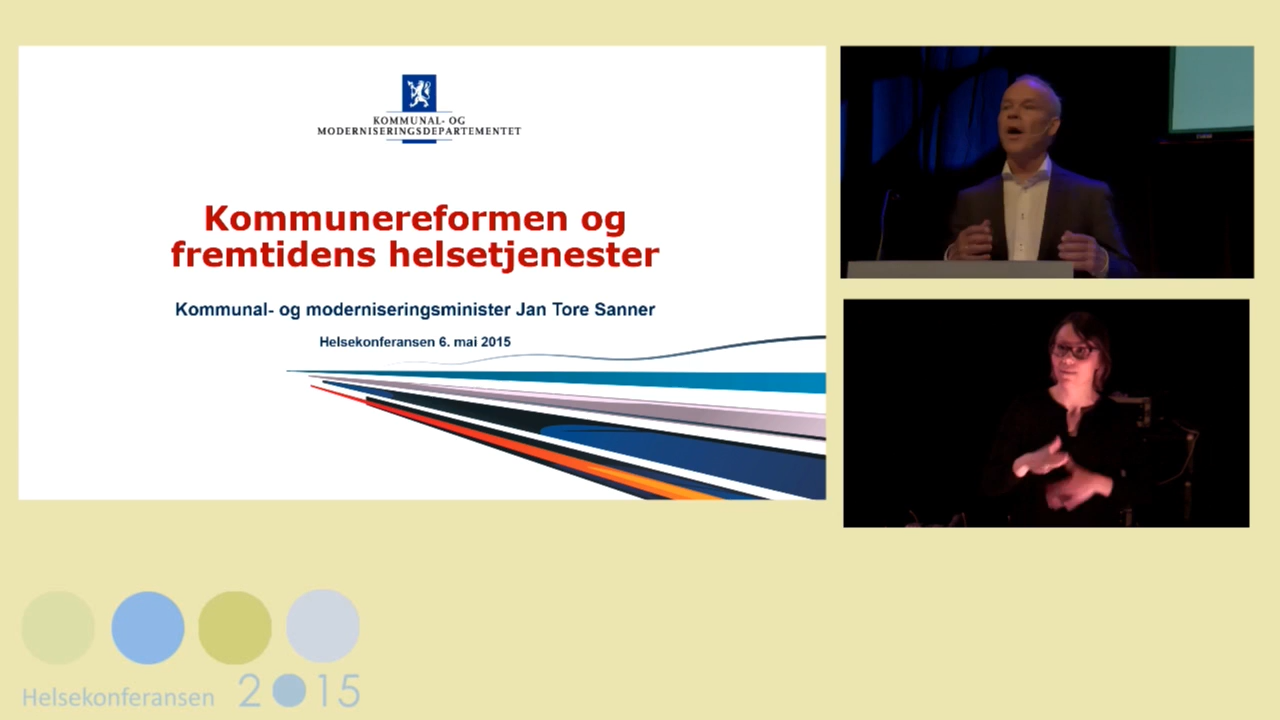 KOMMUNAL- OG
MODERNISERINGSDEPARTEMENTET
Kommunereformen og
fremtidens helsetjenester
Kommunal- og moderniseringsminister Jan Tore Sanner
Helsekonferansen 6. mai 2015
Helsekonferansen 2015